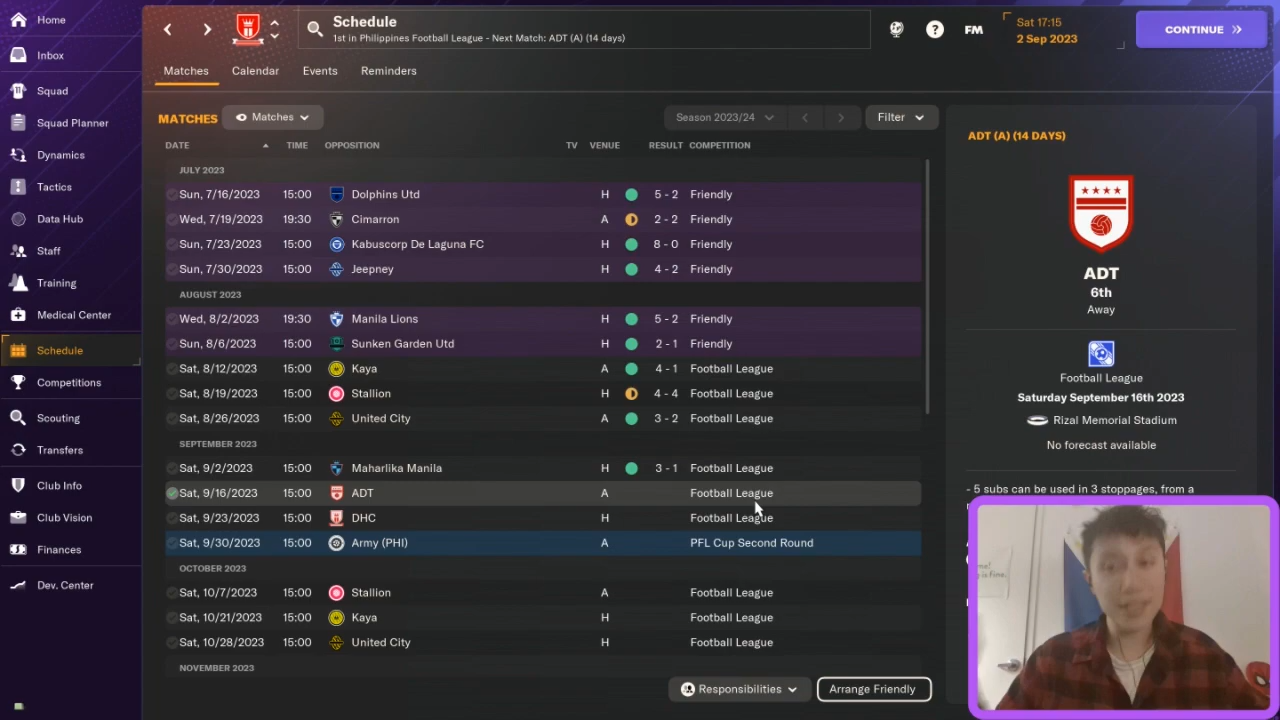 Home
Inbox
Squad
Squad Planner
Dynamics
Tactics
Data Hub
Staff
Training
Medical Center
Schedule
Competitions
Scouting
Transfers
Club Info
Club Vision
Finances
Dev. Center
Schedule
1st in Philippines Football League - Next Match: ADT (A) (14 days)
?
FM
Sat 17:15
2 Sep 2023
CONTINUE
Matches Calendar Events Reminders
MATCHES Matches Season 2023/24 Filter
DATE TIME OPPOSITION TV VENUE RESULT COMPETITION
JULY 2023
Sun, 7/16/2023 15:00 Dolphins Utd H 5 - 2 Friendly
Wed, 7/19/2023 19:30 Cimarron A 2 - 2 Friendly
Sun, 7/23/2023 15:00 Kabuscorp De Laguna FC H 8 - 0 Friendly
Sun, 7/30/2023 15:00 Jeepney H 4 - 2 Friendly
AUGUST 2023
Wed, 8/2/2023 19:30 Manila Lions H 5 - 2 Friendly
Sun, 8/6/2023 15:00 Sunken Garden Utd H 2 - 1 Friendly
Sat, 8/12/2023 15:00 Kaya A 4 - 1 Football League
Sat, 8/19/2023 15:00 Stallion H 4 - 4 Football League
Sat, 8/26/2023 15:00 United City A 3 - 2 Football League
SEPTEMBER 2023
Sat, 9/2/2023 15:00 Maharlika Manila H 3 - 1 Football League
Sat, 9/16/2023 15:00 ADT A Football League
Sat, 9/23/2023 15:00 DHC H Football League
Sat, 9/30/2023 15:00 Army (PHI) A PFL Cup Second Round
OCTOBER 2023
Sat, 10/7/2023 15:00 Stallion A Football League
Sat, 10/21/2023 15:00 Kaya H Football League
Sat, 10/28/2023 15:00 United City H Football League
NOVEMBER 2023
Responsibilities Arrange Friendly
ADT (A) (14 DAYS)
ADT
6th
Away
Football League
Saturday September 16th 2023
Rizal Memorial Stadium
No forecast available
- 5 subs can be used in 3 stoppages, from a